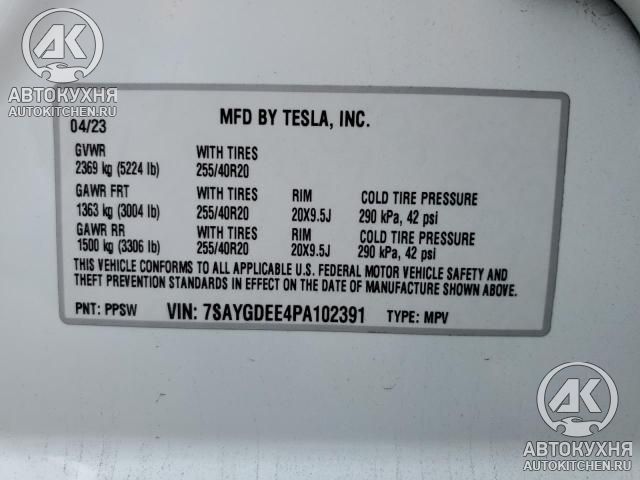 AK
АВТОКУХНЯ
AUTOKITCHEN.RU
04/23 MFD BY TESLA, INC.
GVWR WITH TIRES
2369 kg (5224 lb) 255/40R20
GAWR FRT WITH TIRES RIM COLD TIRE PRESSURE
1363 kg (3004 lb) 255/40R20 20X9.5J 290 kPa, 42 psi
GAWR RR WITH TIRES RIM COLD TIRE PRESSURE
1500 kg (3306 lb) 255/40R20 20X9.5J 290 kPa, 42 psi
THIS VEHICLE CONFORMS TO ALL APPLICABLE U.S. FEDERAL MOTOR VEHICLE SAFETY AND
THEFT PREVENTION STANDARDS IN EFFECT ON THE DATE OF MANUFACTURE SHOWN ABOVE.
PNT: PPSW VIN: 7SAYGDEE4PA102391 TYPE: MPV
AK
АВТОКУХНЯ
AUTOKITCHEN.RU